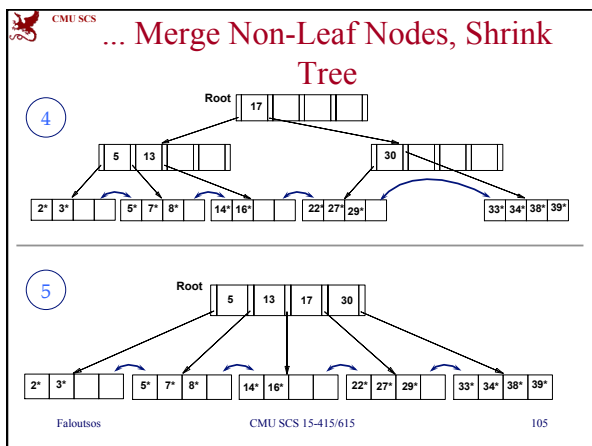 CMU SCS
... Merge Non-Leaf Nodes, Shrink
Tree
4
Root
17
5 13
30
2* 3* 5* 7* 8* 14* 16* 22* 27* 29* 33* 34* 38* 39*
5
Root
5 13 17 30
2* 3* 5* 7* 8* 14* 16* 22* 27* 29* 33* 34* 38* 39*
Faloutsos CMU SCS 15-415/615 105